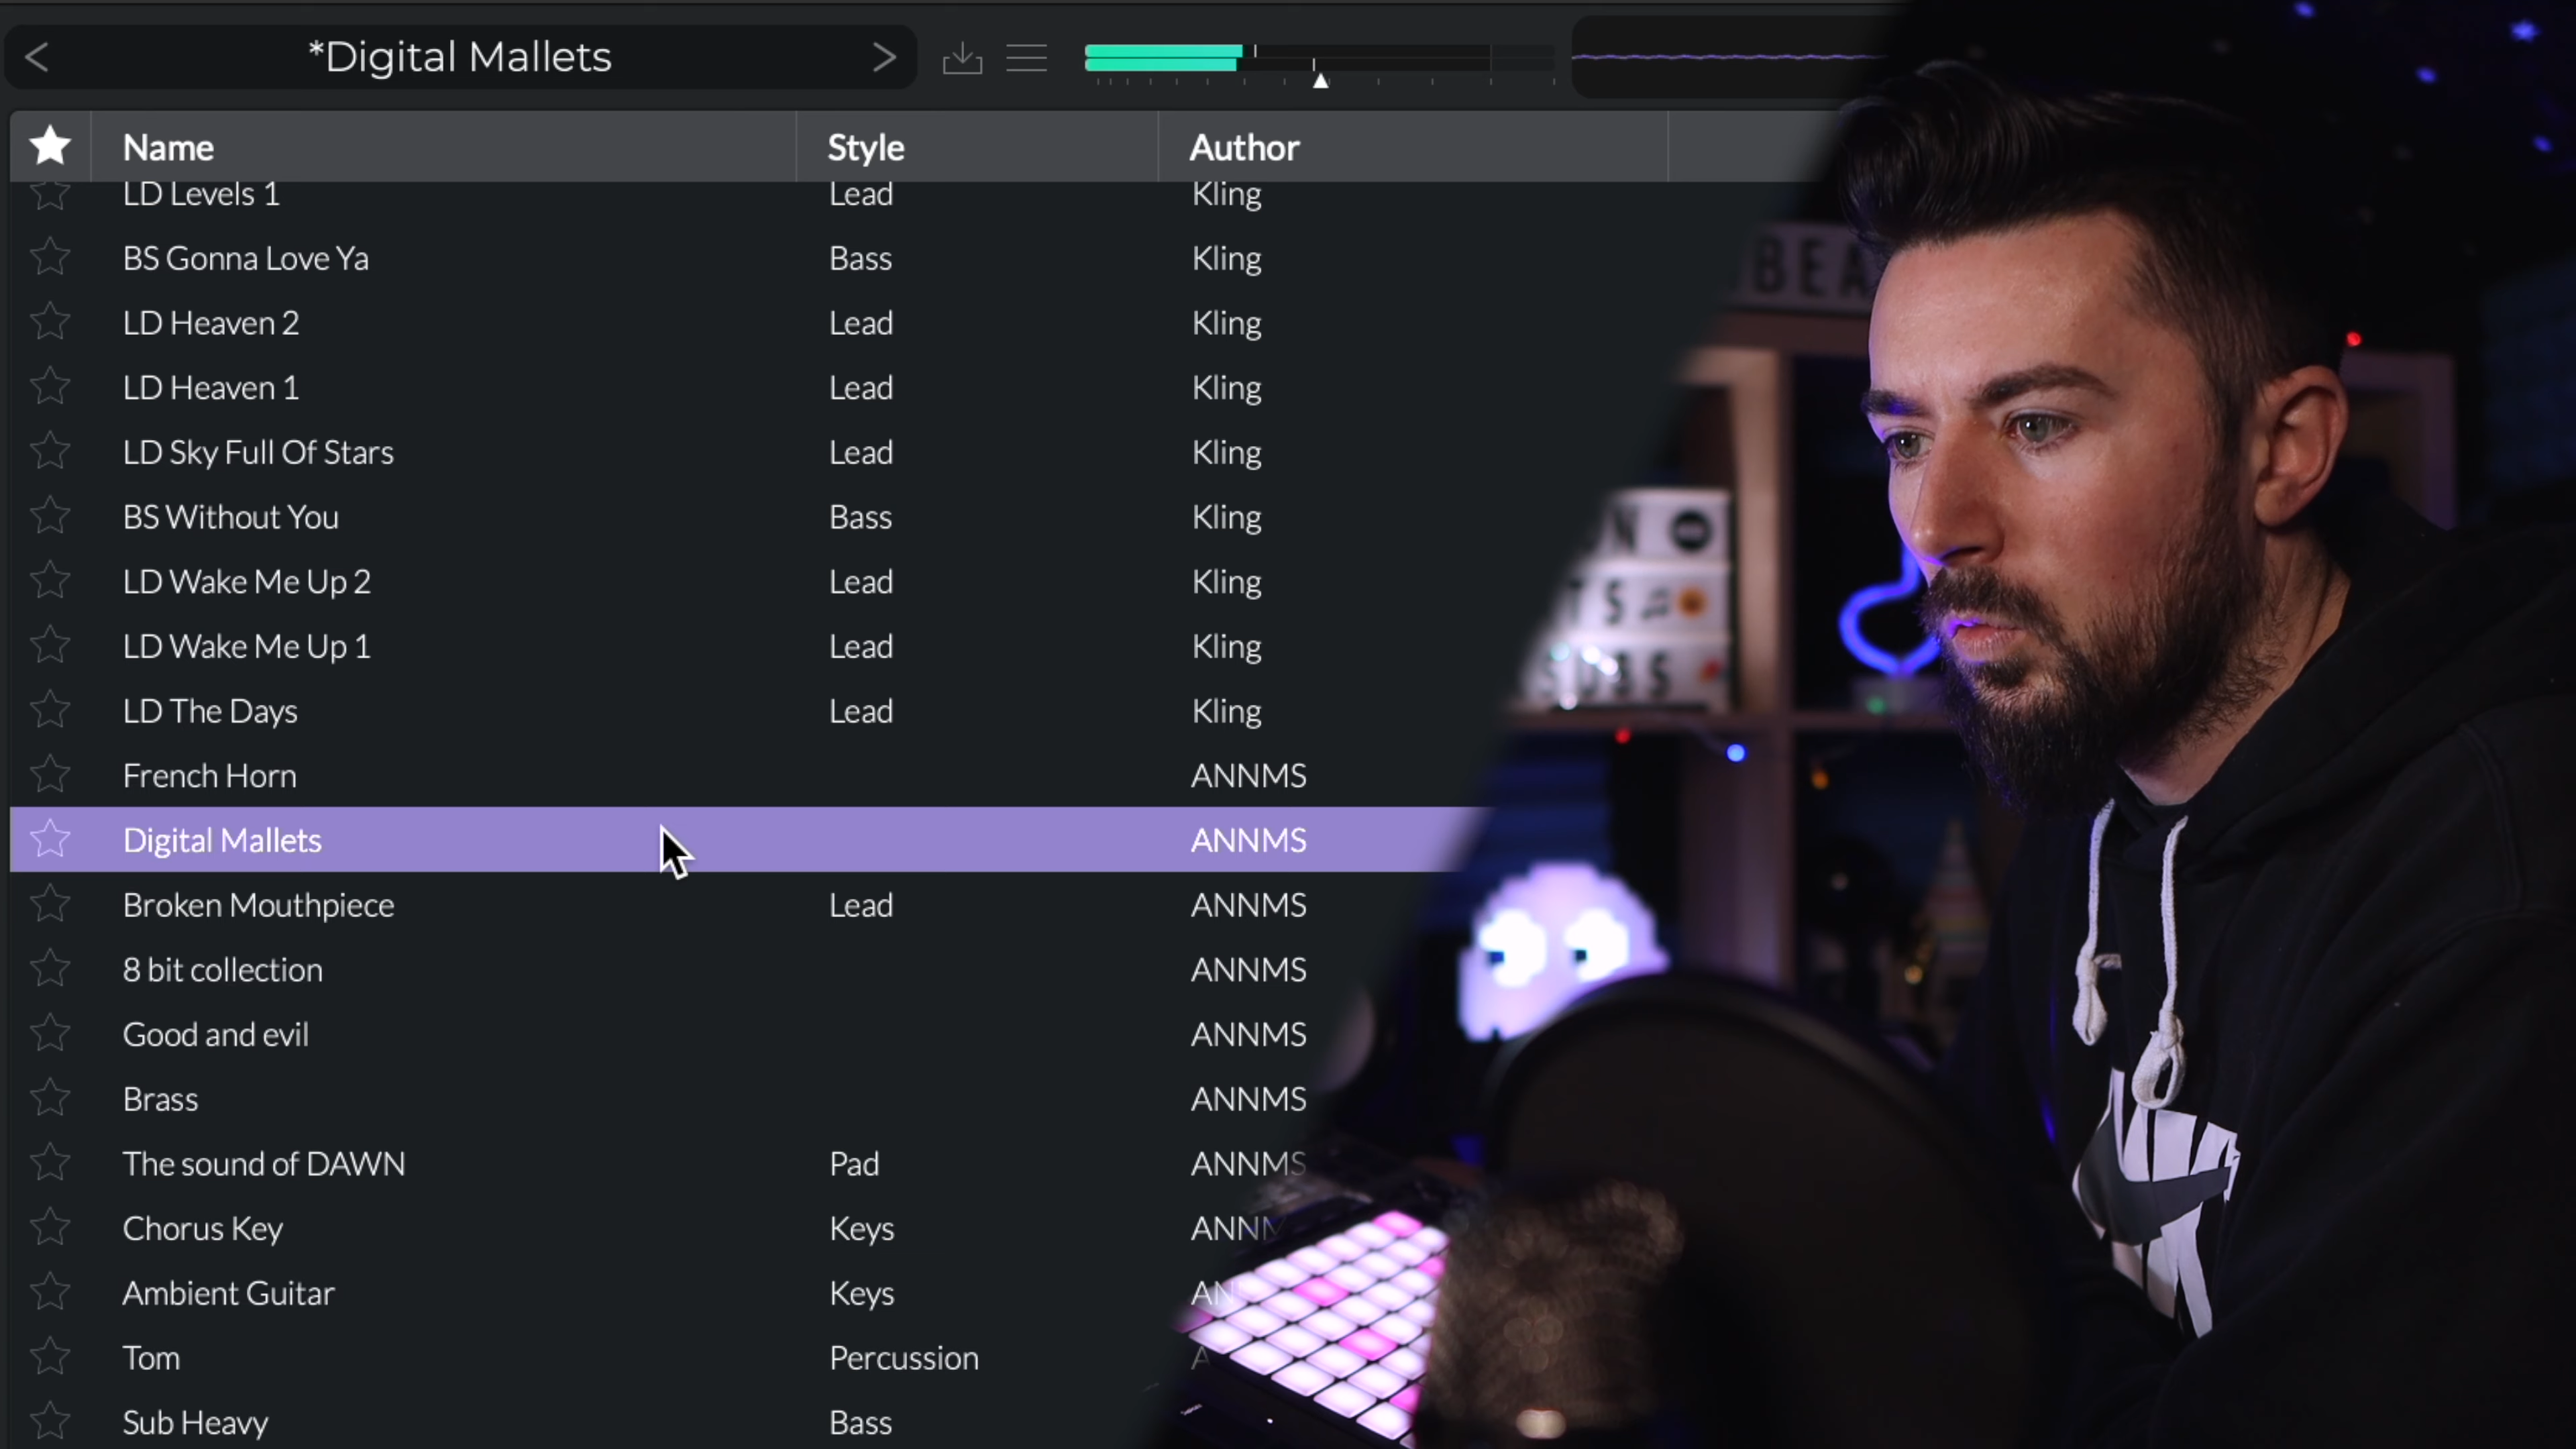 *Digital Mallets
Name Style Author
LD Levels 1 Lead Kling
BS Gonna Love Ya Bass Kling
LD Heaven 2 Lead Kling
LD Heaven 1 Lead Kling
LD Sky Full Of Stars Lead Kling
BS Without You Bass Kling
LD Wake Me Up 2 Lead Kling
LD Wake Me Up 1 Lead Kling
LD The Days Lead Kling
French Horn ANNMS
Digital Mallets ANNMS
Broken Mouthpiece Lead ANNMS
8 bit collection ANNMS
Good and evil ANNMS
Brass ANNMS
The sound of DAWN Pad ANNMS
Chorus Key Keys
Ambient Guitar Keys
Tom Percussion
Sub Heavy Bass
BEA